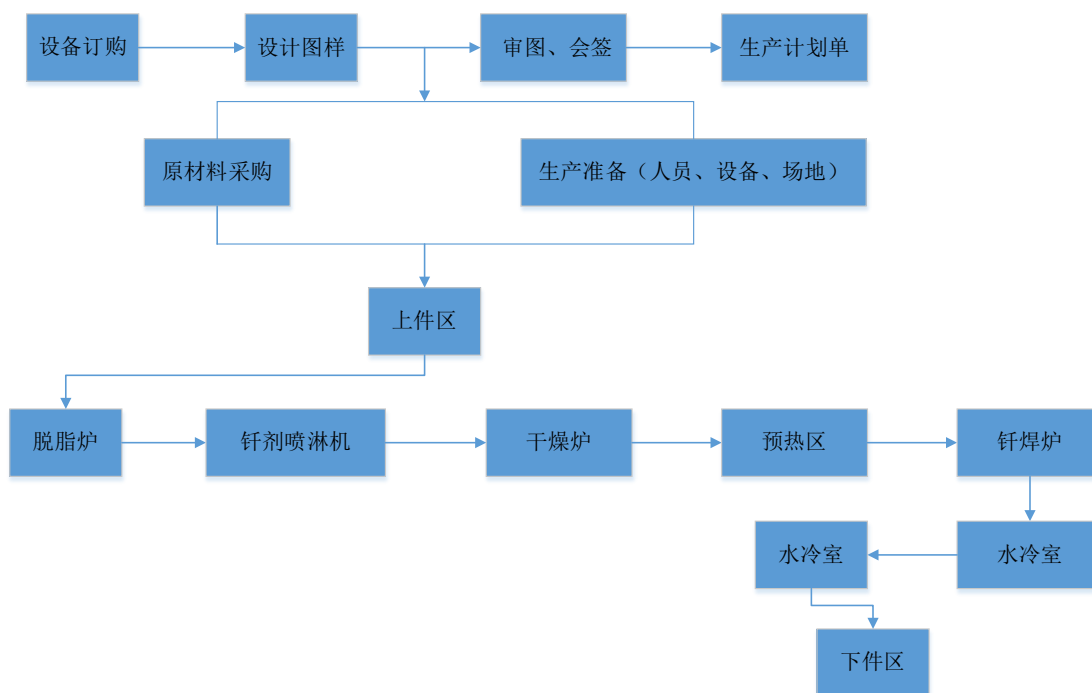 设备订购
设计图样
审图、会签
生产计划单
原材料采购
生产准备（人员、设备、场地）
上件区
脱脂炉
钎剂喷淋机
干燥炉
预热区
钎焊炉
水冷室
水冷室
下件区